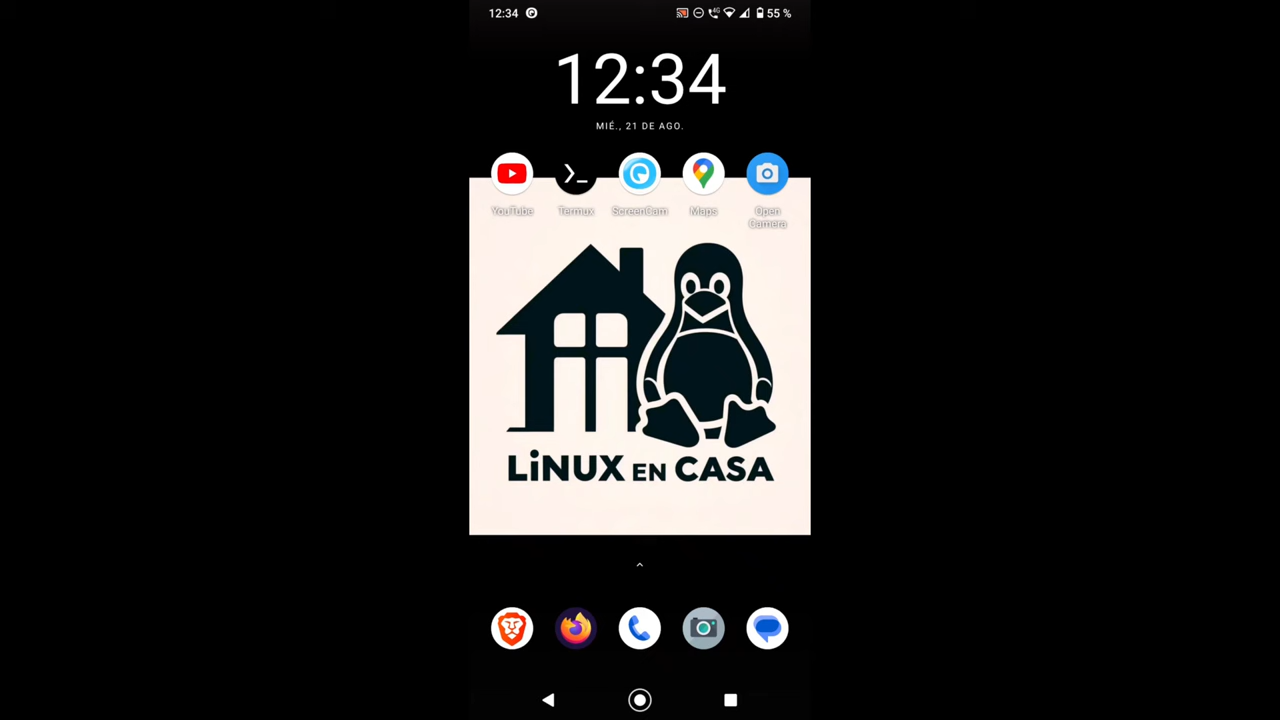 12:34
55 %
12:34
MIÉ., 21 DE AGO.
YouTube
Termux
ScreenCam
Maps
Open
Camera
LiNUX EN CASA